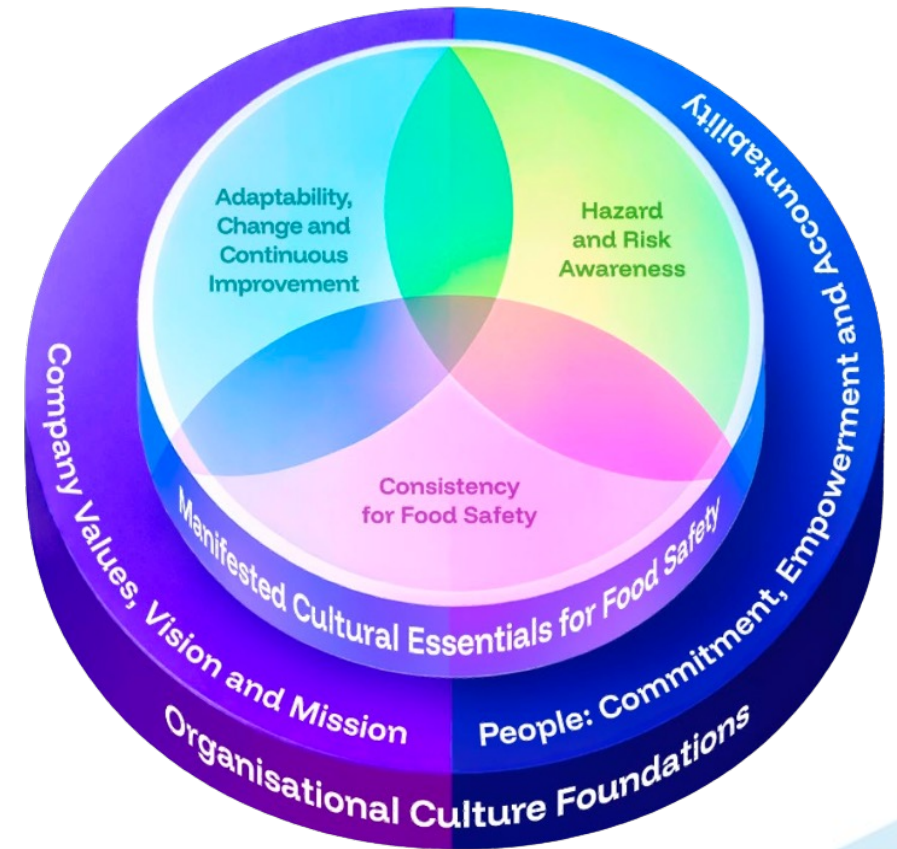 Adaptability,
Change and
Continuous
Improvement
Hazard
and Risk
Awareness
Consistency
for Food Safety
Manifested Cultural Essentials for Food Safety
Company Values, Vision and Mission
People: Commitment, Empowerment and Accountability
Organisational Culture Foundations